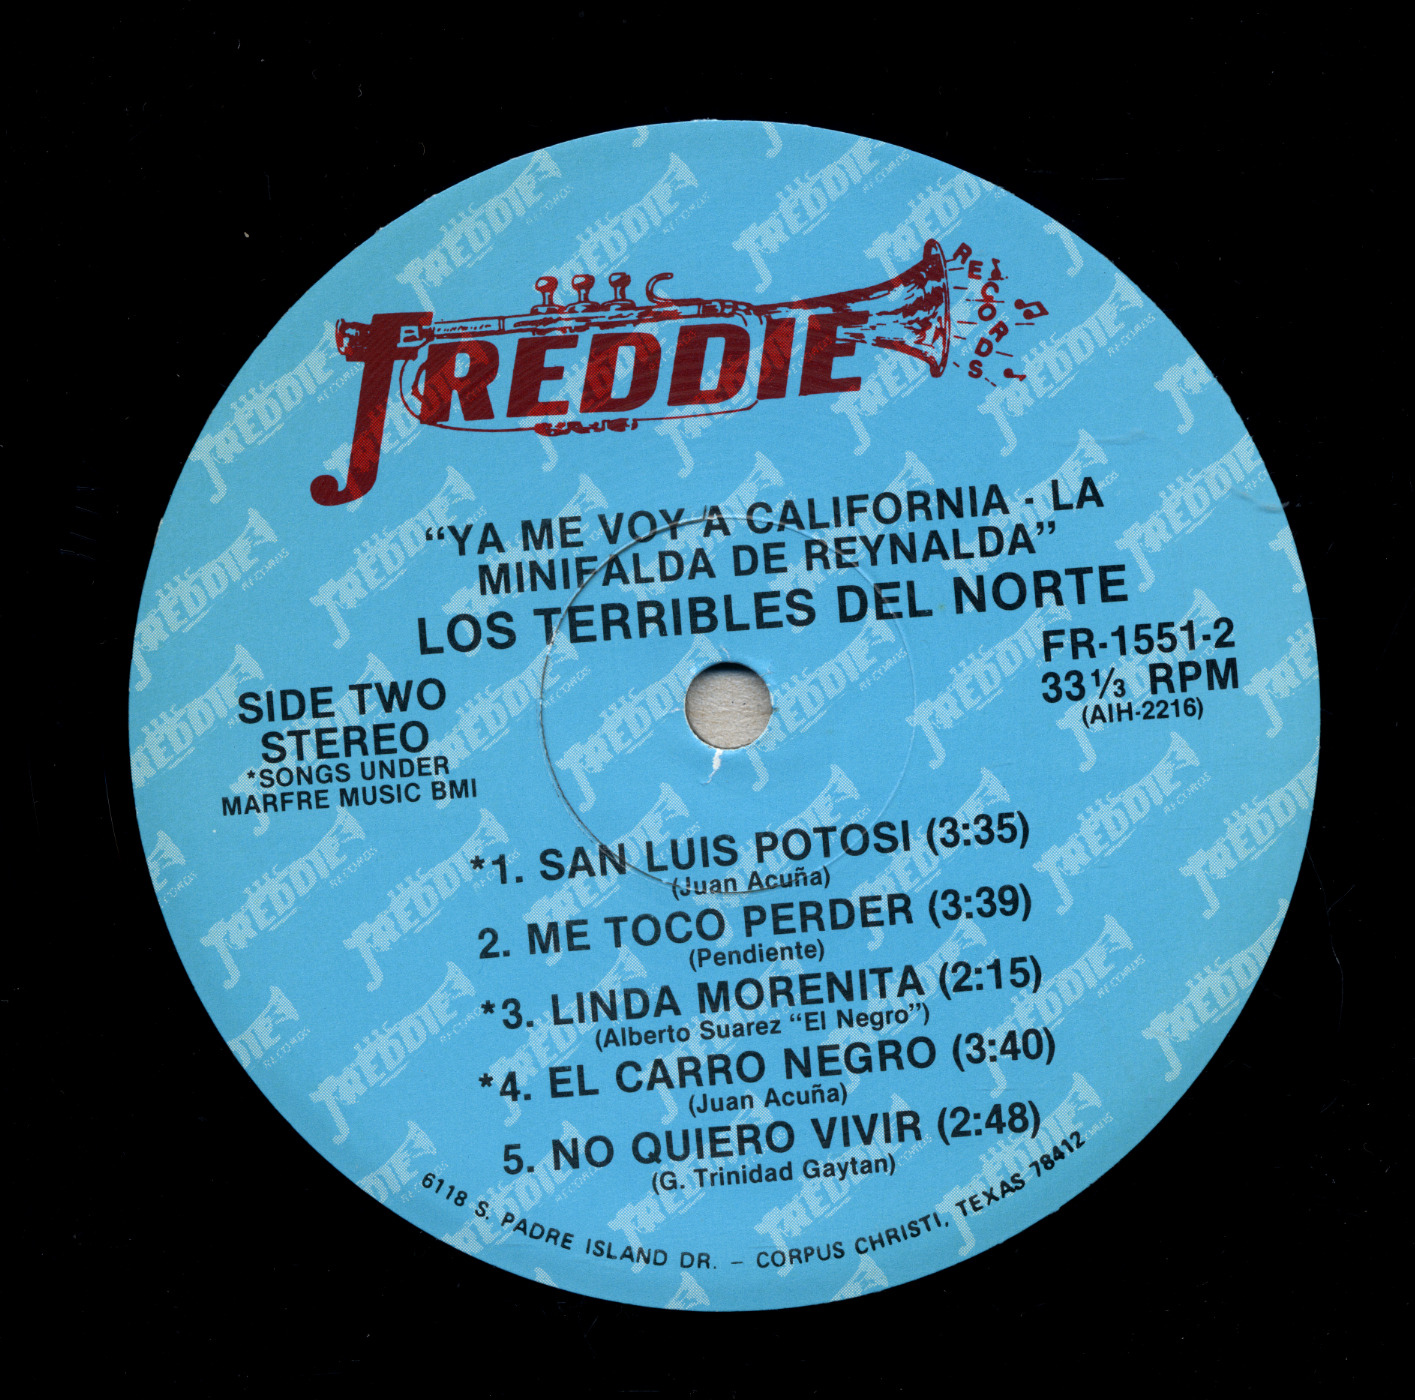 FREDDIE
RECORDS
“YA ME VOY A CALIFORNIA - LA
MINIFALDA DE REYNALDA”
LOS TERRIBLES DEL NORTE
FR-1551-2
33⅓ RPM
(AIH-2216)
SIDE TWO
STEREO
*SONGS UNDER
MARFRE MUSIC BMI
*1. SAN LUIS POTOSI (3:35)
(Juan Acuña)
2. ME TOCO PERDER (3:39)
(Pendiente)
*3. LINDA MORENITA (2:15)
(Alberto Suarez “El Negro”)
*4. EL CARRO NEGRO (3:40)
(Juan Acuña)
5. NO QUIERO VIVIR (2:48)
(G. Trinidad Gaytan)
6118 S. PADRE ISLAND DR. – CORPUS CHRISTI, TEXAS 78412